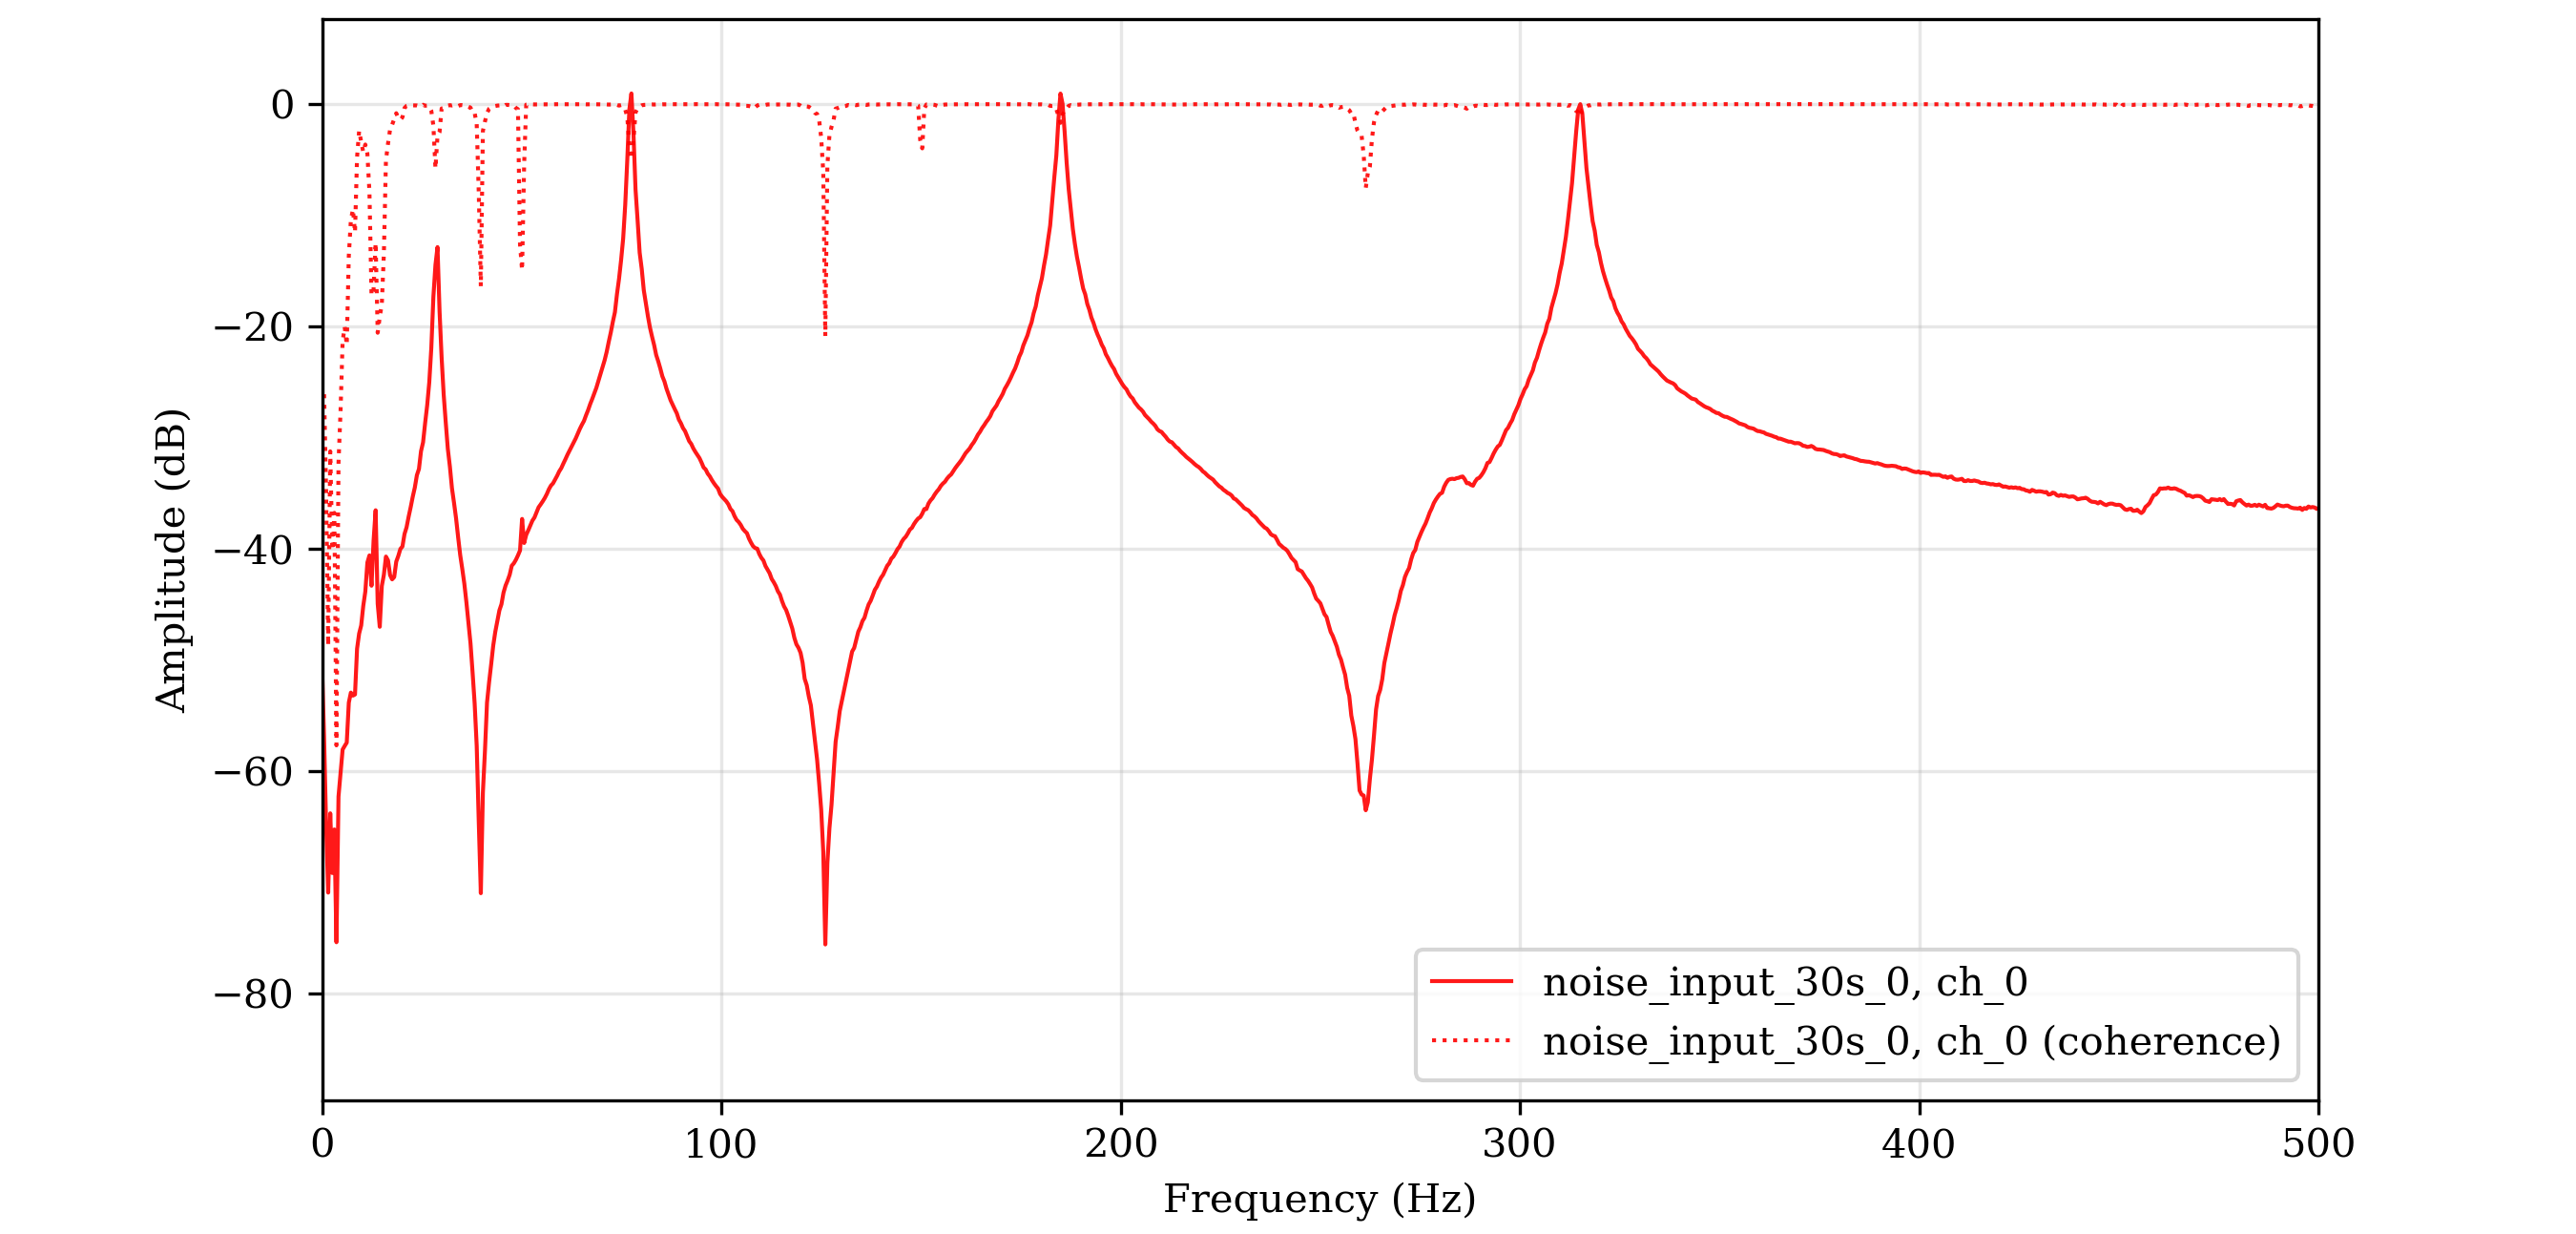 0
−20
−40
−60
−80
Amplitude (dB)
noise_input_30s_0, ch_0
noise_input_30s_0, ch_0 (coherence)
0 100 200 300 400 500
Frequency (Hz)